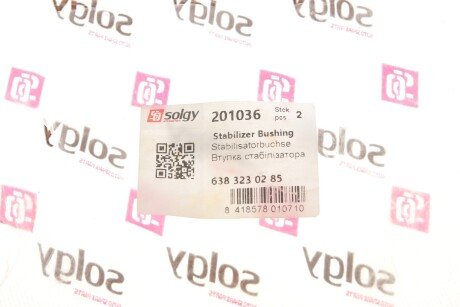 solgy
201036
Stck
pcs
2
Stabilizer Bushing
Stabilisatorbuchse
Втулка стабілізатора
638 323 02 85
8 418578 010710
solgy
solgy
solgy
solgy
solgy
solgy